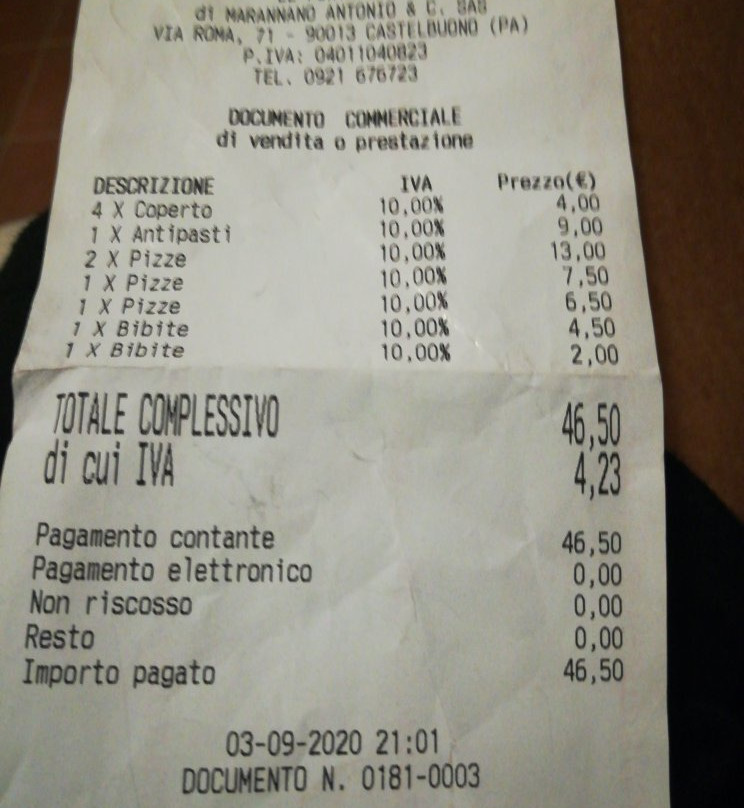 di MARANNANO ANTONIO & C. SAS
VIA ROMA, 71 - 90013 CASTELBUONO (PA)
P.IVA: 04011040823
TEL. 0921 676723
DOCUMENTO COMMERCIALE
di vendita o prestazione
DESCRIZIONE IVA Prezzo(€)
4 X Coperto 10,00% 4,00
1 X Antipasti 10,00% 9,00
2 X Pizze 10,00% 13,00
1 X Pizze 10,00% 7,50
1 X Pizze 10,00% 6,50
1 X Bibite 10,00% 4,50
1 X Bibite 10,00% 2,00
TOTALE COMPLESSIVO 46,50
di cui IVA 4,23
Pagamento contante 46,50
Pagamento elettronico 0,00
Non riscosso 0,00
Resto 0,00
Importo pagato 46,50
03-09-2020 21:01
DOCUMENTO N. 0181-0003